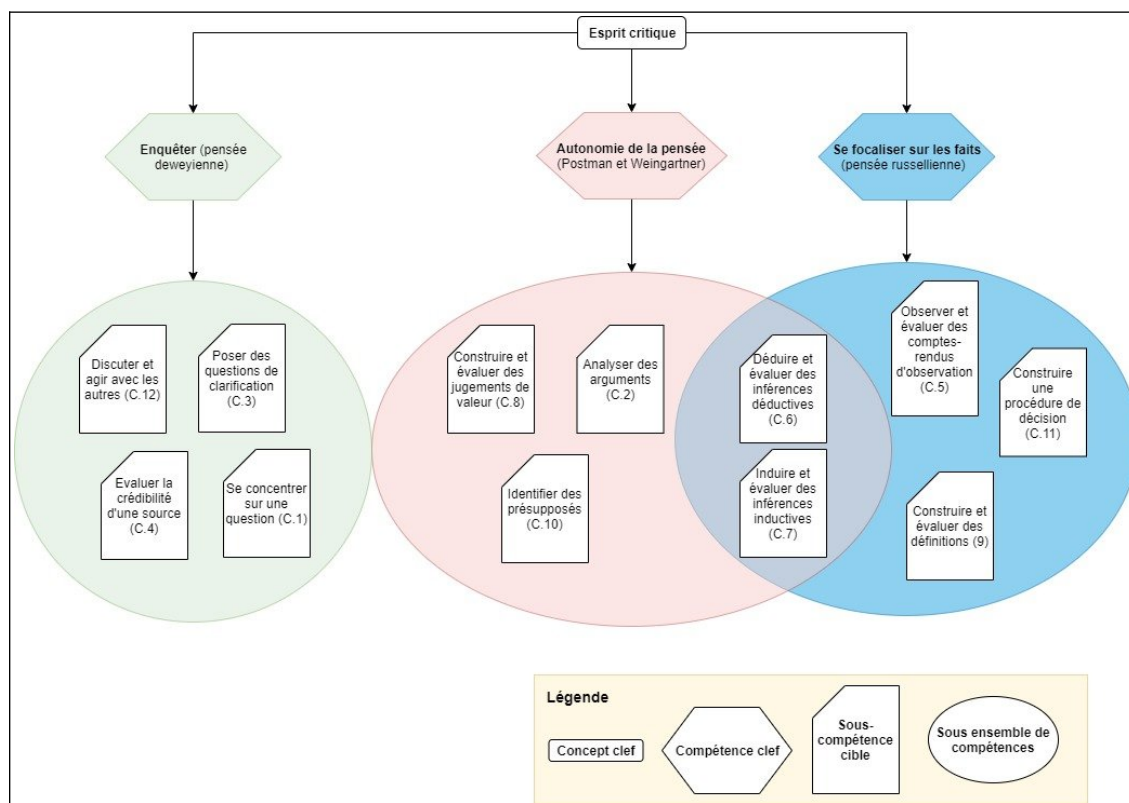 Esprit critique
Enquêter (pensée
deweyienne)
Autonomie de la pensée
(Postman et Weingartner)
Se focaliser sur les faits
(pensée russellienne)
Discuter et
agir avec les
autres (C.12)
Poser des
questions de
clarification
(C.3)
Evaluer la
crédibilité
d'une source
(C.4)
Se concentrer
sur une
question (C.1)
Construire et
évaluer des
jugements de
valeur (C.8)
Analyser des
arguments
(C.2)
Identifier des
présupposés
(C.10)
Déduire et
évaluer des
inférences
déductives
(C.6)
Induire et
évaluer des
inférences
inductives
(C.7)
Observer et
évaluer des
comptes-
rendus
d'observation
(C.5)
Construire
une
procédure de
décision
(C.11)
Construire et
évaluer des
définitions (9)
Légende
Concept clef
Compétence clef
Sous-
compétence
cible
Sous ensemble de
compétences